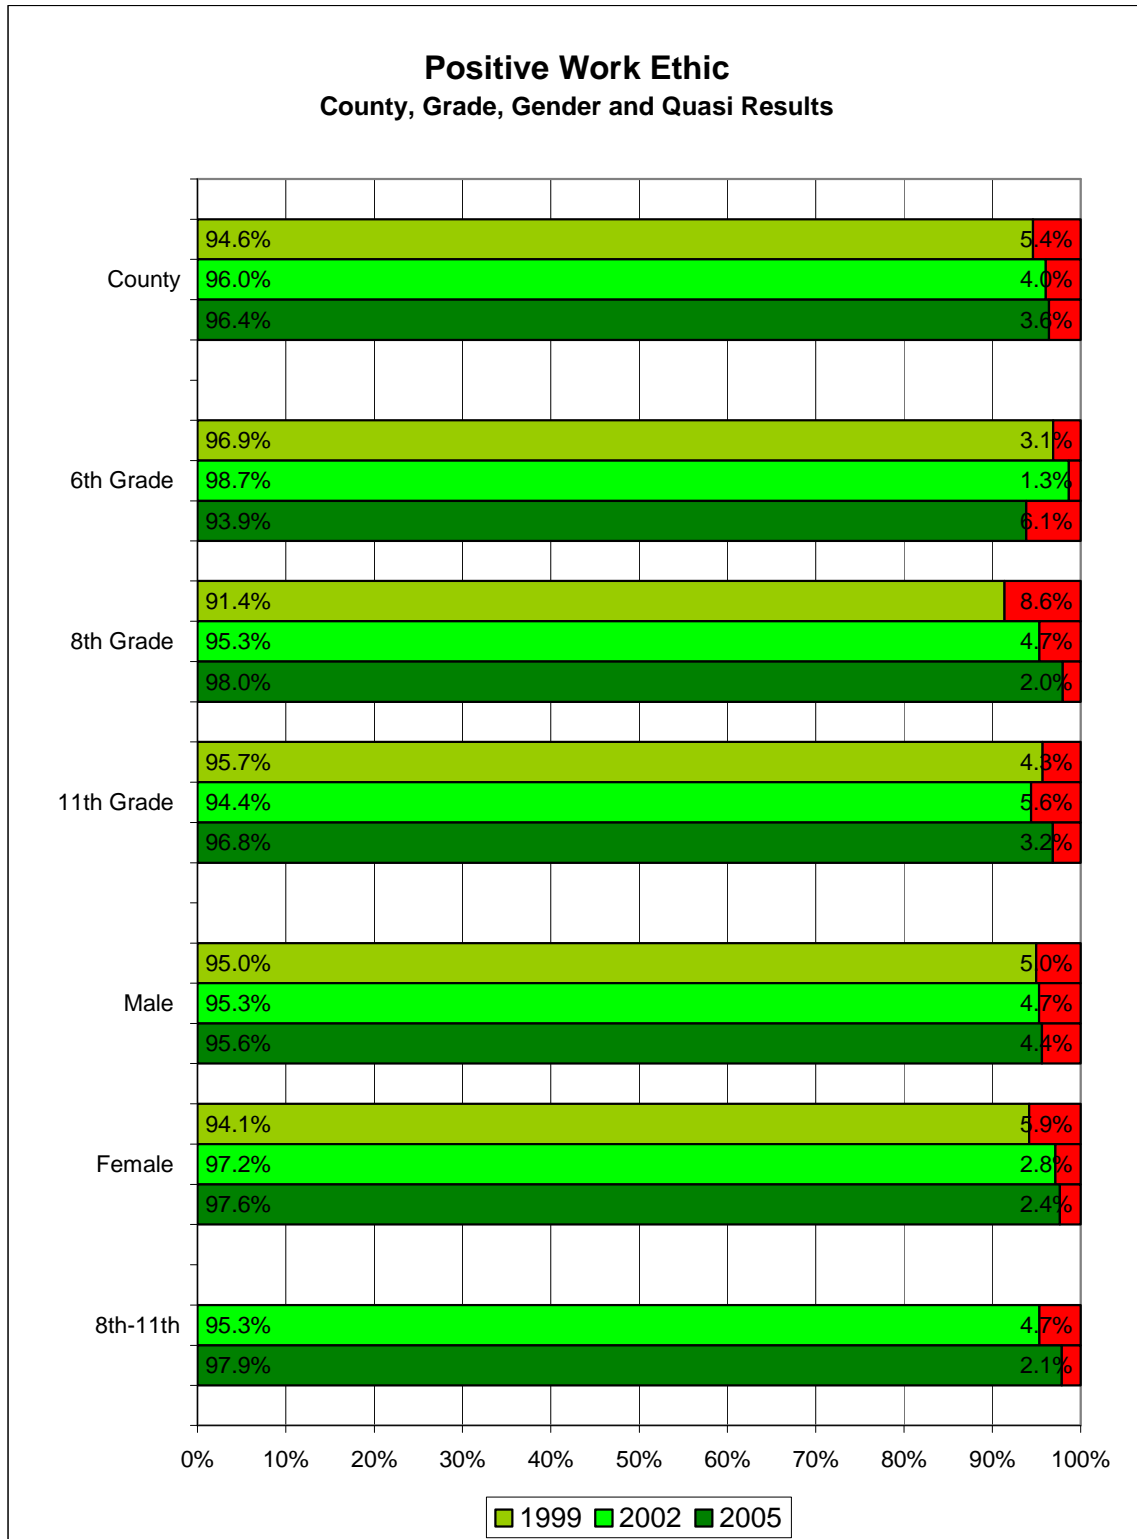 Positive Work Ethic
County, Grade, Gender and Quasi Results
94.6% 5.4%
County 96.0% 4.0%
96.4% 3.6%
96.9% 3.1%
6th Grade 98.7% 1.3%
93.9% 6.1%
91.4% 8.6%
8th Grade 95.3% 4.7%
98.0% 2.0%
95.7% 4.3%
11th Grade 94.4% 5.6%
96.8% 3.2%
95.0% 5.0%
Male 95.3% 4.7%
95.6% 4.4%
94.1% 5.9%
Female 97.2% 2.8%
97.6% 2.4%
8th-11th 95.3% 4.7%
97.9% 2.1%
0% 10% 20% 30% 40% 50% 60% 70% 80% 90% 100%
1999 2002 2005